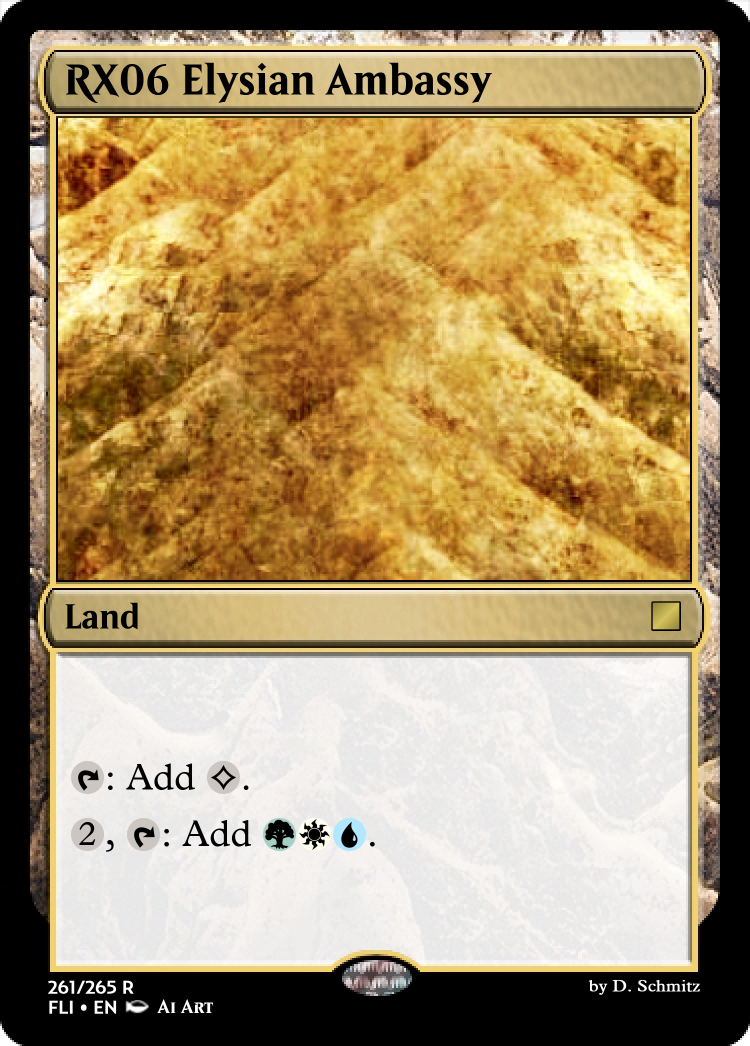 RX06 Elysian Ambassy
Land
: Add .
2, : Add .
261/265 R
FLI • EN AI ART
by D. Schmitz